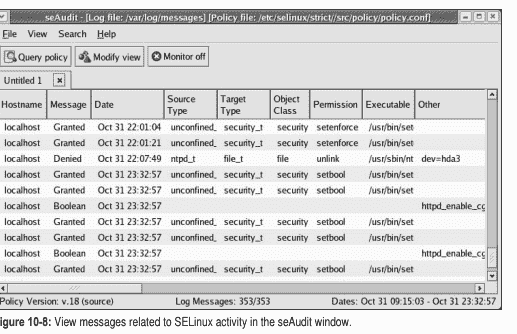 seAudit - [Log file: /var/log/messages] [Policy file: /etc/selinux/strict//src/policy/policy.conf]
File View Search Help
Query policy Modify view Monitor off
Untitled 1
Hostname Message Date Source Type Target Type Object Class Permission Executable Other
localhost Granted Oct 31 22:01:04 unconfined_ security_t security setenforce /usr/bin/set
localhost Granted Oct 31 22:01:21 unconfined_ security_t security setenforce /usr/bin/set
localhost Denied Oct 31 22:07:49 ntpd_t file_t file unlink /usr/sbin/nt dev=hda3
localhost Granted Oct 31 23:32:57 unconfined_ security_t security setbool /usr/bin/set
localhost Granted Oct 31 23:32:57 unconfined_ security_t security setbool /usr/bin/set
localhost Boolean Oct 31 23:32:57 httpd_enable_cg
localhost Granted Oct 31 23:32:57 unconfined_ security_t security setbool /usr/bin/set
localhost Granted Oct 31 23:32:57 unconfined_ security_t security setbool /usr/bin/set
localhost Boolean Oct 31 23:32:57 httpd_enable_cg
localhost Granted Oct 31 23:32:57 unconfined_ security_t security setbool /usr/bin/set
Policy Version: v.18 (source) Log Messages: 353/353 Dates: Oct 31 09:15:03 - Oct 31 23:32:57
igure 10-8: View messages related to SELinux activity in the seAudit window.